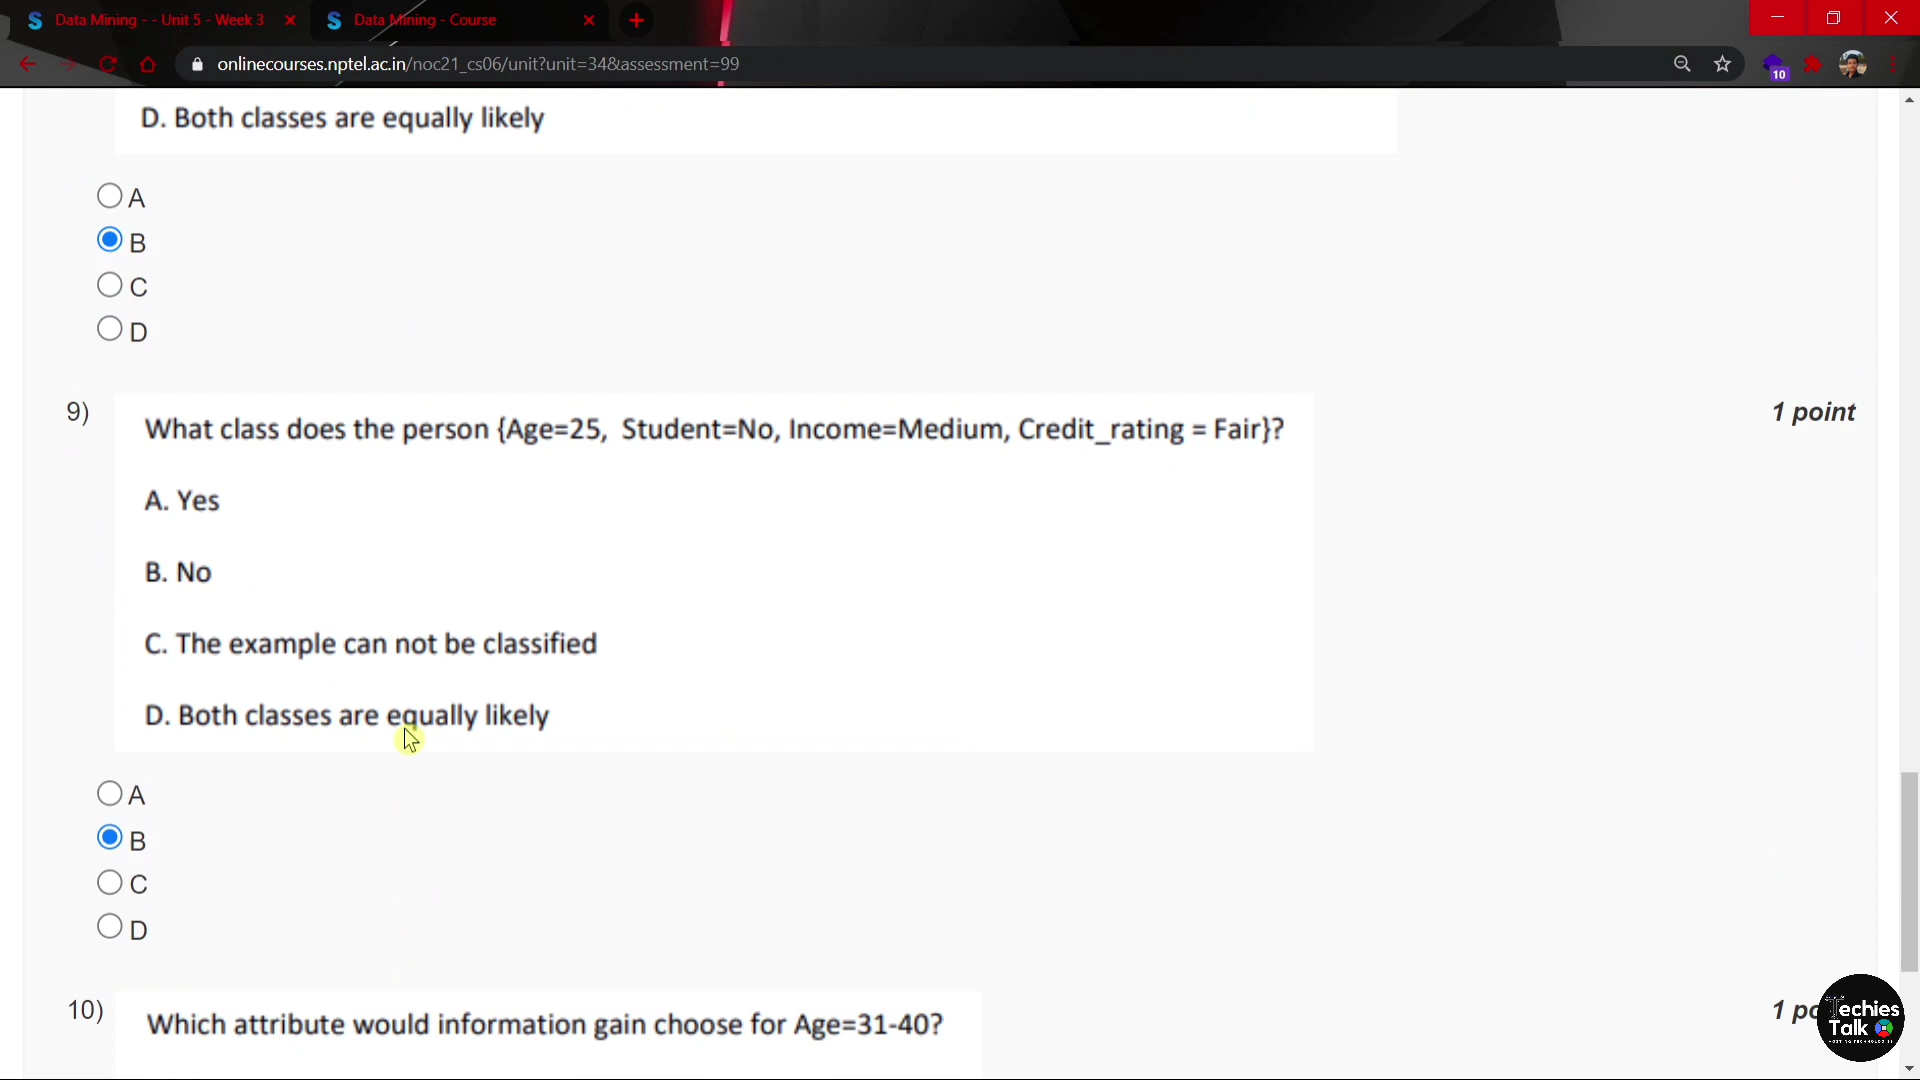 Data Mining - - Unit 5 - Week 3
Data Mining - Course
onlinecourses.nptel.ac.in/noc21_cs06/unit?unit=34&assessment=99
10
D. Both classes are equally likely
A
B
C
D
9)
1 point
What class does the person {Age=25, Student=No, Income=Medium, Credit_rating = Fair}?
A. Yes
B. No
C. The example can not be classified
D. Both classes are equally likely
A
B
C
D
10)
1 po
Which attribute would information gain choose for Age=31-40?
Techies
Talk